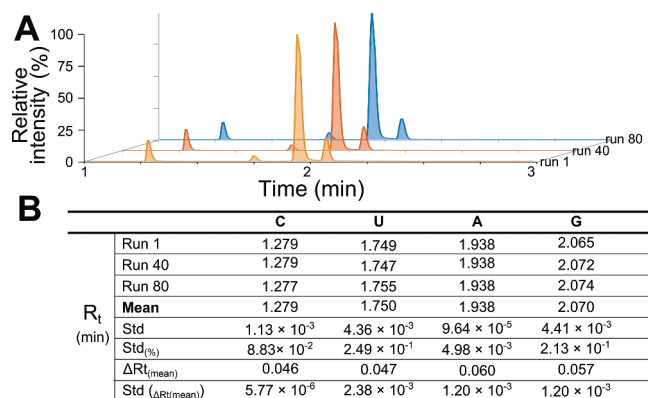 A
Relative intensity (%)
100
75
50
25
0
1
2
3
run 80
run 40
run 1
Time (min)
B
C U A G
Run 1 1.279 1.749 1.938 2.065
Run 40 1.279 1.747 1.938 2.072
Run 80 1.277 1.755 1.938 2.074
Mean 1.279 1.750 1.938 2.070
Rt (min)
Std 1.13 × 10⁻³ 4.36 × 10⁻³ 9.64 × 10⁻⁵ 4.41 × 10⁻³
Std(%) 8.83× 10⁻² 2.49 × 10⁻¹ 4.98 × 10⁻³ 2.13 × 10⁻¹
ΔRt(mean) 0.046 0.047 0.060 0.057
Std (ΔRt(mean)) 5.77 × 10⁻⁶ 2.38 × 10⁻³ 1.20 × 10⁻³ 1.20 × 10⁻³